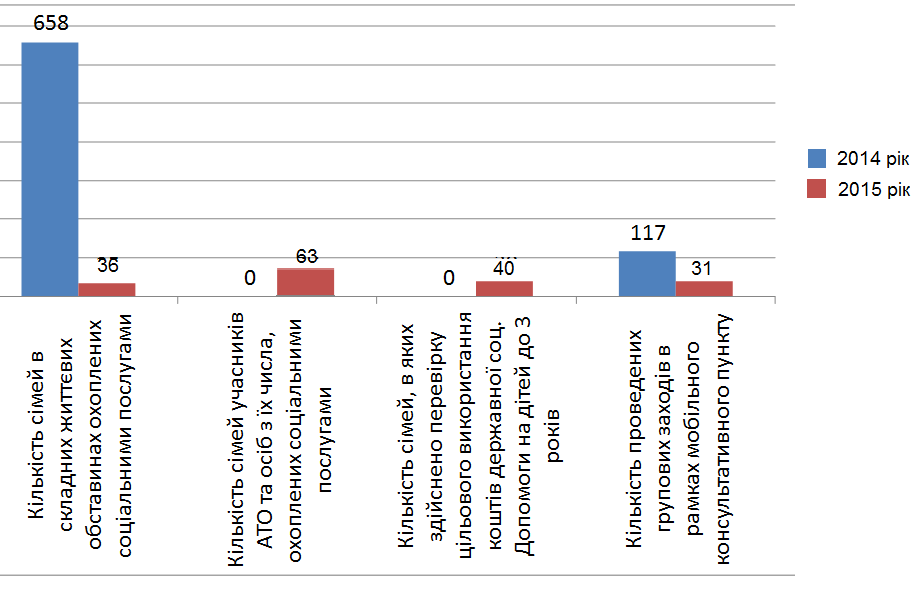 658
36
0
63
0
40
117
31
2014 рік
2015 рік
Кількість сімей в
складних життєвих
обставинах охоплених
соціальними послугами
Кількість сімей учасників
АТО та осіб з їх числа,
охоплених соціальними
послугами
Кількість сімей, в яких
здійснено перевірку
цільового використання
коштів державної соц.
Допомоги на дітей до 3
років
Кількість проведених
групових заходів в
рамках мобільного
консультативного пункту